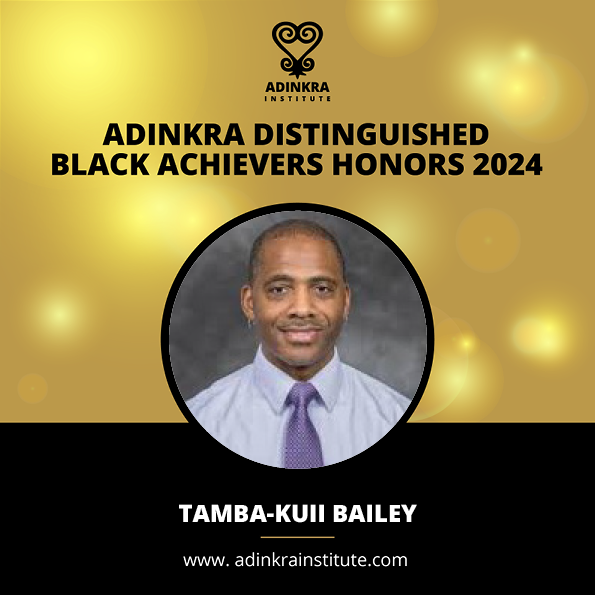 ADINKRA
INSTITUTE
ADINKRA DISTINGUISHED
BLACK ACHIEVERS HONORS 2024
TAMBA-KUII BAILEY
www. adinkrainstitute.com